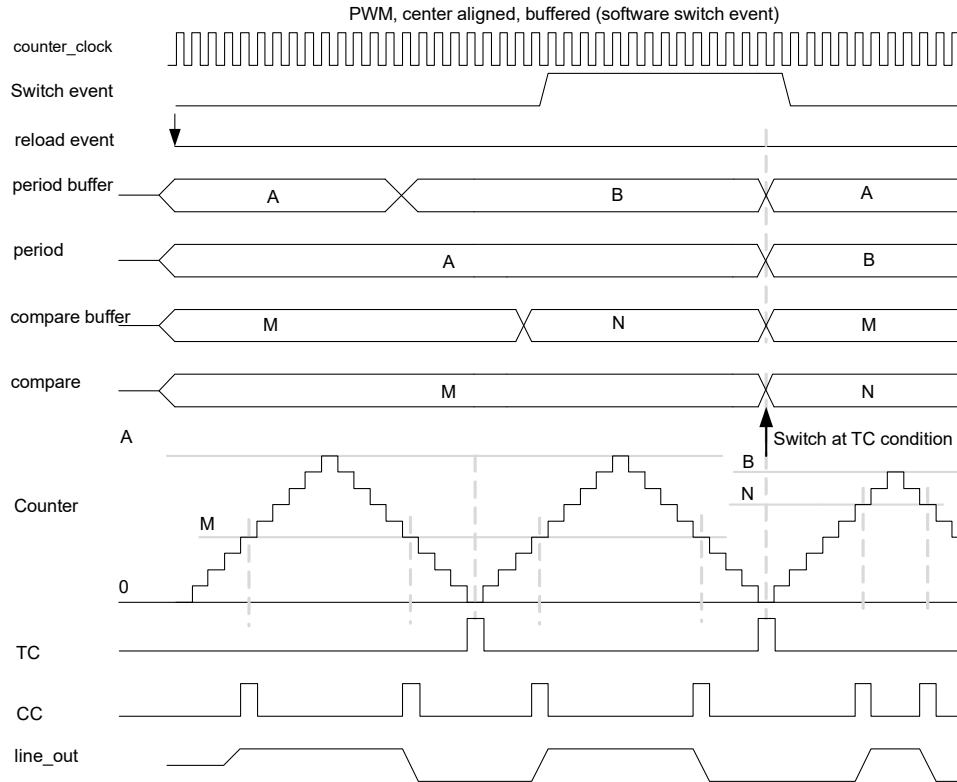 PWM, center aligned, buffered (software switch event)
counter_clock
Switch event
reload event
period buffer
A
B
A
period
A
B
compare buffer
M
N
M
compare
M
N
A
Switch at TC condition
B
N
Counter
M
0
TC
CC
line_out